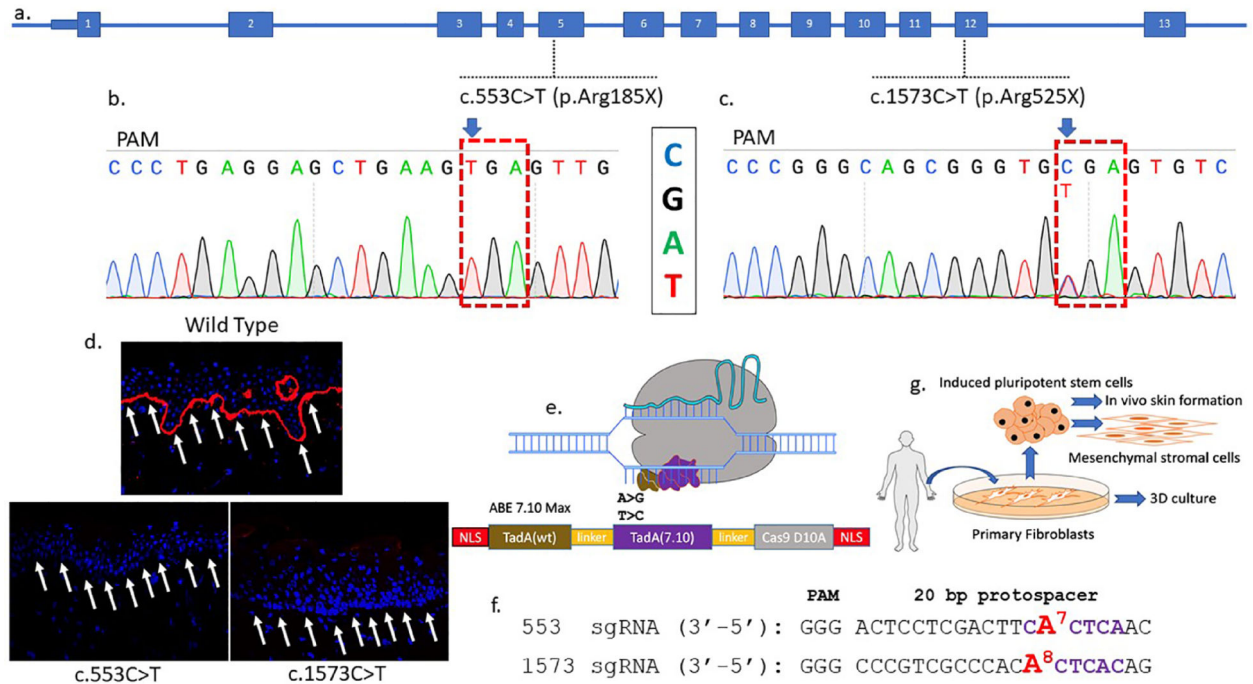 a.
1 2 3 4 5 6 7 8 9 10 11 12 13
c.553C>T (p.Arg185X)
c.1573C>T (p.Arg525X)
b.
PAM
C C C T G A G G A G C T G A A G T G A G T T G
C
G
A
T
c.
PAM
C C C G G G C A G C G G G T G C G A G T G T C
T
d.
Wild Type
c.553C>T
c.1573C>T
e.
A>G
T>C
ABE 7.10 Max
NLS TadA(wt) linker TadA(7.10) linker Cas9 D10A NLS
g.
Induced pluripotent stem cells
In vivo skin formation
Mesenchymal stromal cells
3D culture
Primary Fibroblasts
f.
PAM 20 bp protospacer
553 sgRNA (3'-5'): GGG ACTCCTCGACTTCA7CTCAAC
1573 sgRNA (3'-5'): GGG CCCGTCGCCCACA8CTCACAG